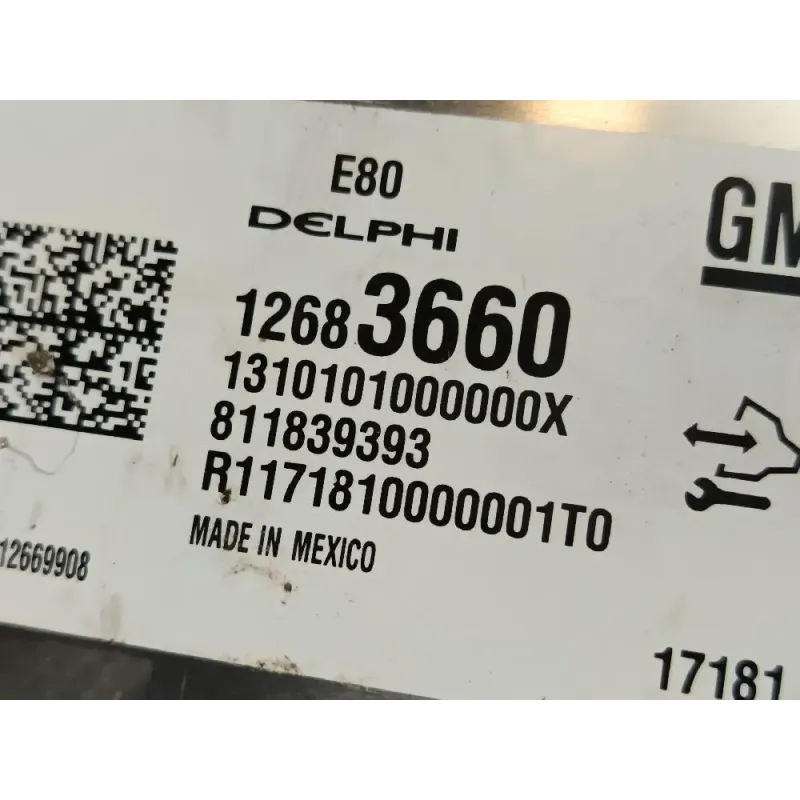 E80
DELPHI
GM
12683660
1310101000000X
811839393
R1171810000001T0
MADE IN MEXICO
12669908
17181